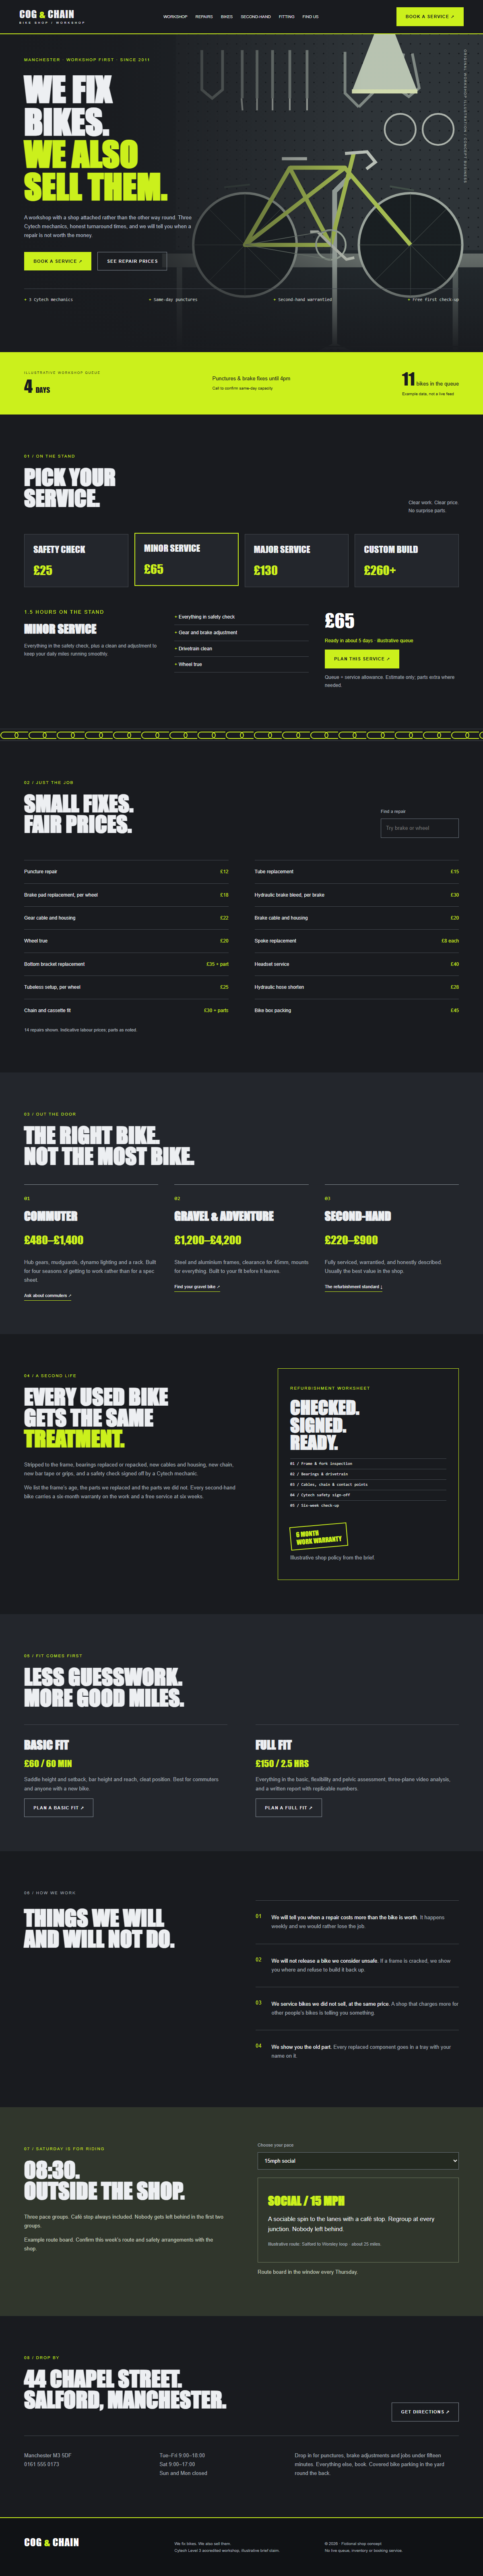 COG & CHAIN
BIKE SHOP / WORKSHOP
WORKSHOP REPAIRS BIKES SECOND-HAND FITTING FIND US
BOOK A SERVICE ↗
MANCHESTER · WORKSHOP FIRST · SINCE 2011
WE FIX
BIKES.
WE ALSO
SELL THEM.
A workshop with a shop attached rather than the other way round. Three
Cytech mechanics, honest turnaround times, and we will tell you when a
repair is not worth the money.
BOOK A SERVICE ↗
SEE REPAIR PRICES
+ 3 Cytech mechanics
+ Same-day punctures
+ Second-hand warrantied
+ Free first check-up
ORIGINAL WORKSHOP ILLUSTRATION / CONCEPT BUSINESS
ILLUSTRATIVE WORKSHOP QUEUE
4 DAYS
Punctures & brake fixes until 4pm
Call to confirm same-day capacity
11 bikes in the queue
Example data, not a live feed
01 / ON THE STAND
PICK YOUR
SERVICE.
Clear work. Clear price.
No surprise parts.
SAFETY CHECK
£25
MINOR SERVICE
£65
MAJOR SERVICE
£130
CUSTOM BUILD
£260+
1.5 HOURS ON THE STAND
MINOR SERVICE
Everything in the safety check, plus a clean and adjustment to
keep your daily miles running smoothly.
+ Everything in safety check
+ Gear and brake adjustment
+ Drivetrain clean
+ Wheel true
£65
Ready in about 5 days · illustrative queue
PLAN THIS SERVICE ↗
Queue + service allowance. Estimate only; parts extra where
needed.
02 / JUST THE JOB
SMALL FIXES.
FAIR PRICES.
Find a repair
Try brake or wheel
Puncture repair £12
Tube replacement £15
Brake pad replacement, per wheel £18
Hydraulic brake bleed, per brake £30
Gear cable and housing £22
Brake cable and housing £20
Wheel true £20
Spoke replacement £8 each
Bottom bracket replacement £35 + part
Headset service £40
Tubeless setup, per wheel £25
Hydraulic hose shorten £28
Chain and cassette fit £30 + parts
Bike box packing £45
14 repairs shown. Indicative labour prices; parts as noted.
03 / OUT THE DOOR
THE RIGHT BIKE.
NOT THE MOST BIKE.
01
COMMUTER
£480–£1,400
Hub gears, mudguards, dynamo lighting and a rack. Built
for four seasons of getting to work rather than for a spec
sheet.
Ask about commuters ↗
02
GRAVEL & ADVENTURE
£1,200–£4,200
Steel and aluminium frames, clearance for 45mm, mounts
for everything. Built to your fit before it leaves
Find your gravel bike ↗
03
SECOND-HAND
£220–£900
Fully serviced, warrantied, and honestly described.
Usually the best value in the shop.
The refurbishment standard ↓
04 / A SECOND LIFE
EVERY USED BIKE
GETS THE SAME
TREATMENT.
Stripped to the frame, bearings replaced or repacked, new cables and housing, new chain,
new bar tape or grips, and a safety check signed off by a Cytech mechanic.
We list the frame's age, the parts we replaced and the parts we did not. Every second-hand
bike carries a six-month warranty on the work and a free service at six weeks.
REFURBISHMENT WORKSHEET
CHECKED.
SIGNED.
READY.
01 / Frame & fork inspection
02 / Bearings & drivetrain
03 / Cables, chain & contact points
04 / Cytech safety sign-off
05 / Six-week check-up
6 MONTH
WORK WARRANTY
Illustrative shop policy from the brief.
05 / FIT COMES FIRST
LESS GUESSWORK.
MORE GOOD MILES.
BASIC FIT
£60 / 60 MIN
Saddle height and setback, bar height and reach, cleat position. Best for commuters
and anyone with a new bike.
PLAN A BASIC FIT ↗
FULL FIT
£150 / 2.5 HRS
Everything in the basic, flexibility and pelvic assessment, three-plane video analysis,
and a written report with replicable numbers.
PLAN A FULL FIT ↗
06 / HOW WE WORK
THINGS WE WILL
AND WILL NOT DO.
01 We will tell you when a repair costs more than the bike is worth. It happens
weekly and we would rather lose the job.
02 We will not release a bike we consider unsafe. If a frame is cracked, we show
you where and refuse to build it back up.
03 We service bikes we did not sell, at the same price. A shop that charges more for
other people's bikes is telling you something.
04 We show you the old part. Every replaced component goes in a tray with your
name on it.
07 / SATURDAY IS FOR RIDING
08:30.
OUTSIDE THE SHOP.
Three pace groups. Café stop always included. Nobody gets left behind in the first two
groups.
Example route board. Confirm this week's route and safety arrangements with the
shop.
Choose your pace
15mph social
SOCIAL / 15 MPH
A sociable spin to the lanes with a café stop. Regroup at every
junction. Nobody left behind.
Illustrative route: Salford to Worsley loop · about 25 miles.
Route board in the window every Thursday.
08 / DROP BY
44 CHAPEL STREET.
SALFORD, MANCHESTER.
GET DIRECTIONS ↗
Manchester M3 5DF
0161 555 0173
Tue–Fri 9:00–18:00
Sat 9:00–17:00
Sun and Mon closed
Drop in for punctures, brake adjustments and jobs under fifteen
minutes. Everything else, book. Covered bike parking in the yard
round the back.
COG & CHAIN
We fix bikes. We also sell them.
Cytech Level 3 accredited workshop, illustrative brief claim.
© 2026 · Fictional shop concept.
No live queue, inventory or booking service.